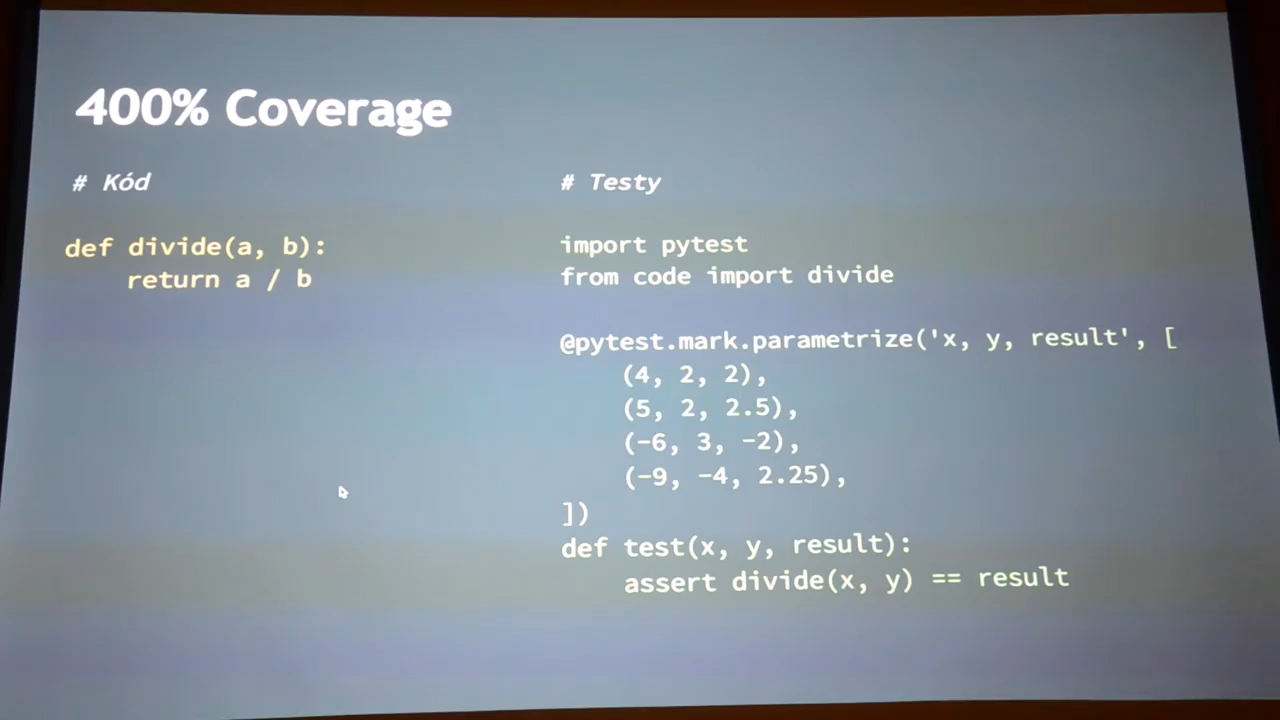 400% Coverage
# Kód
def divide(a, b):
    return a / b
# Testy
import pytest
from code import divide
@pytest.mark.parametrize('x, y, result', [
    (4, 2, 2),
    (5, 2, 2.5),
    (-6, 3, -2),
    (-9, -4, 2.25),
])
def test(x, y, result):
    assert divide(x, y) == result